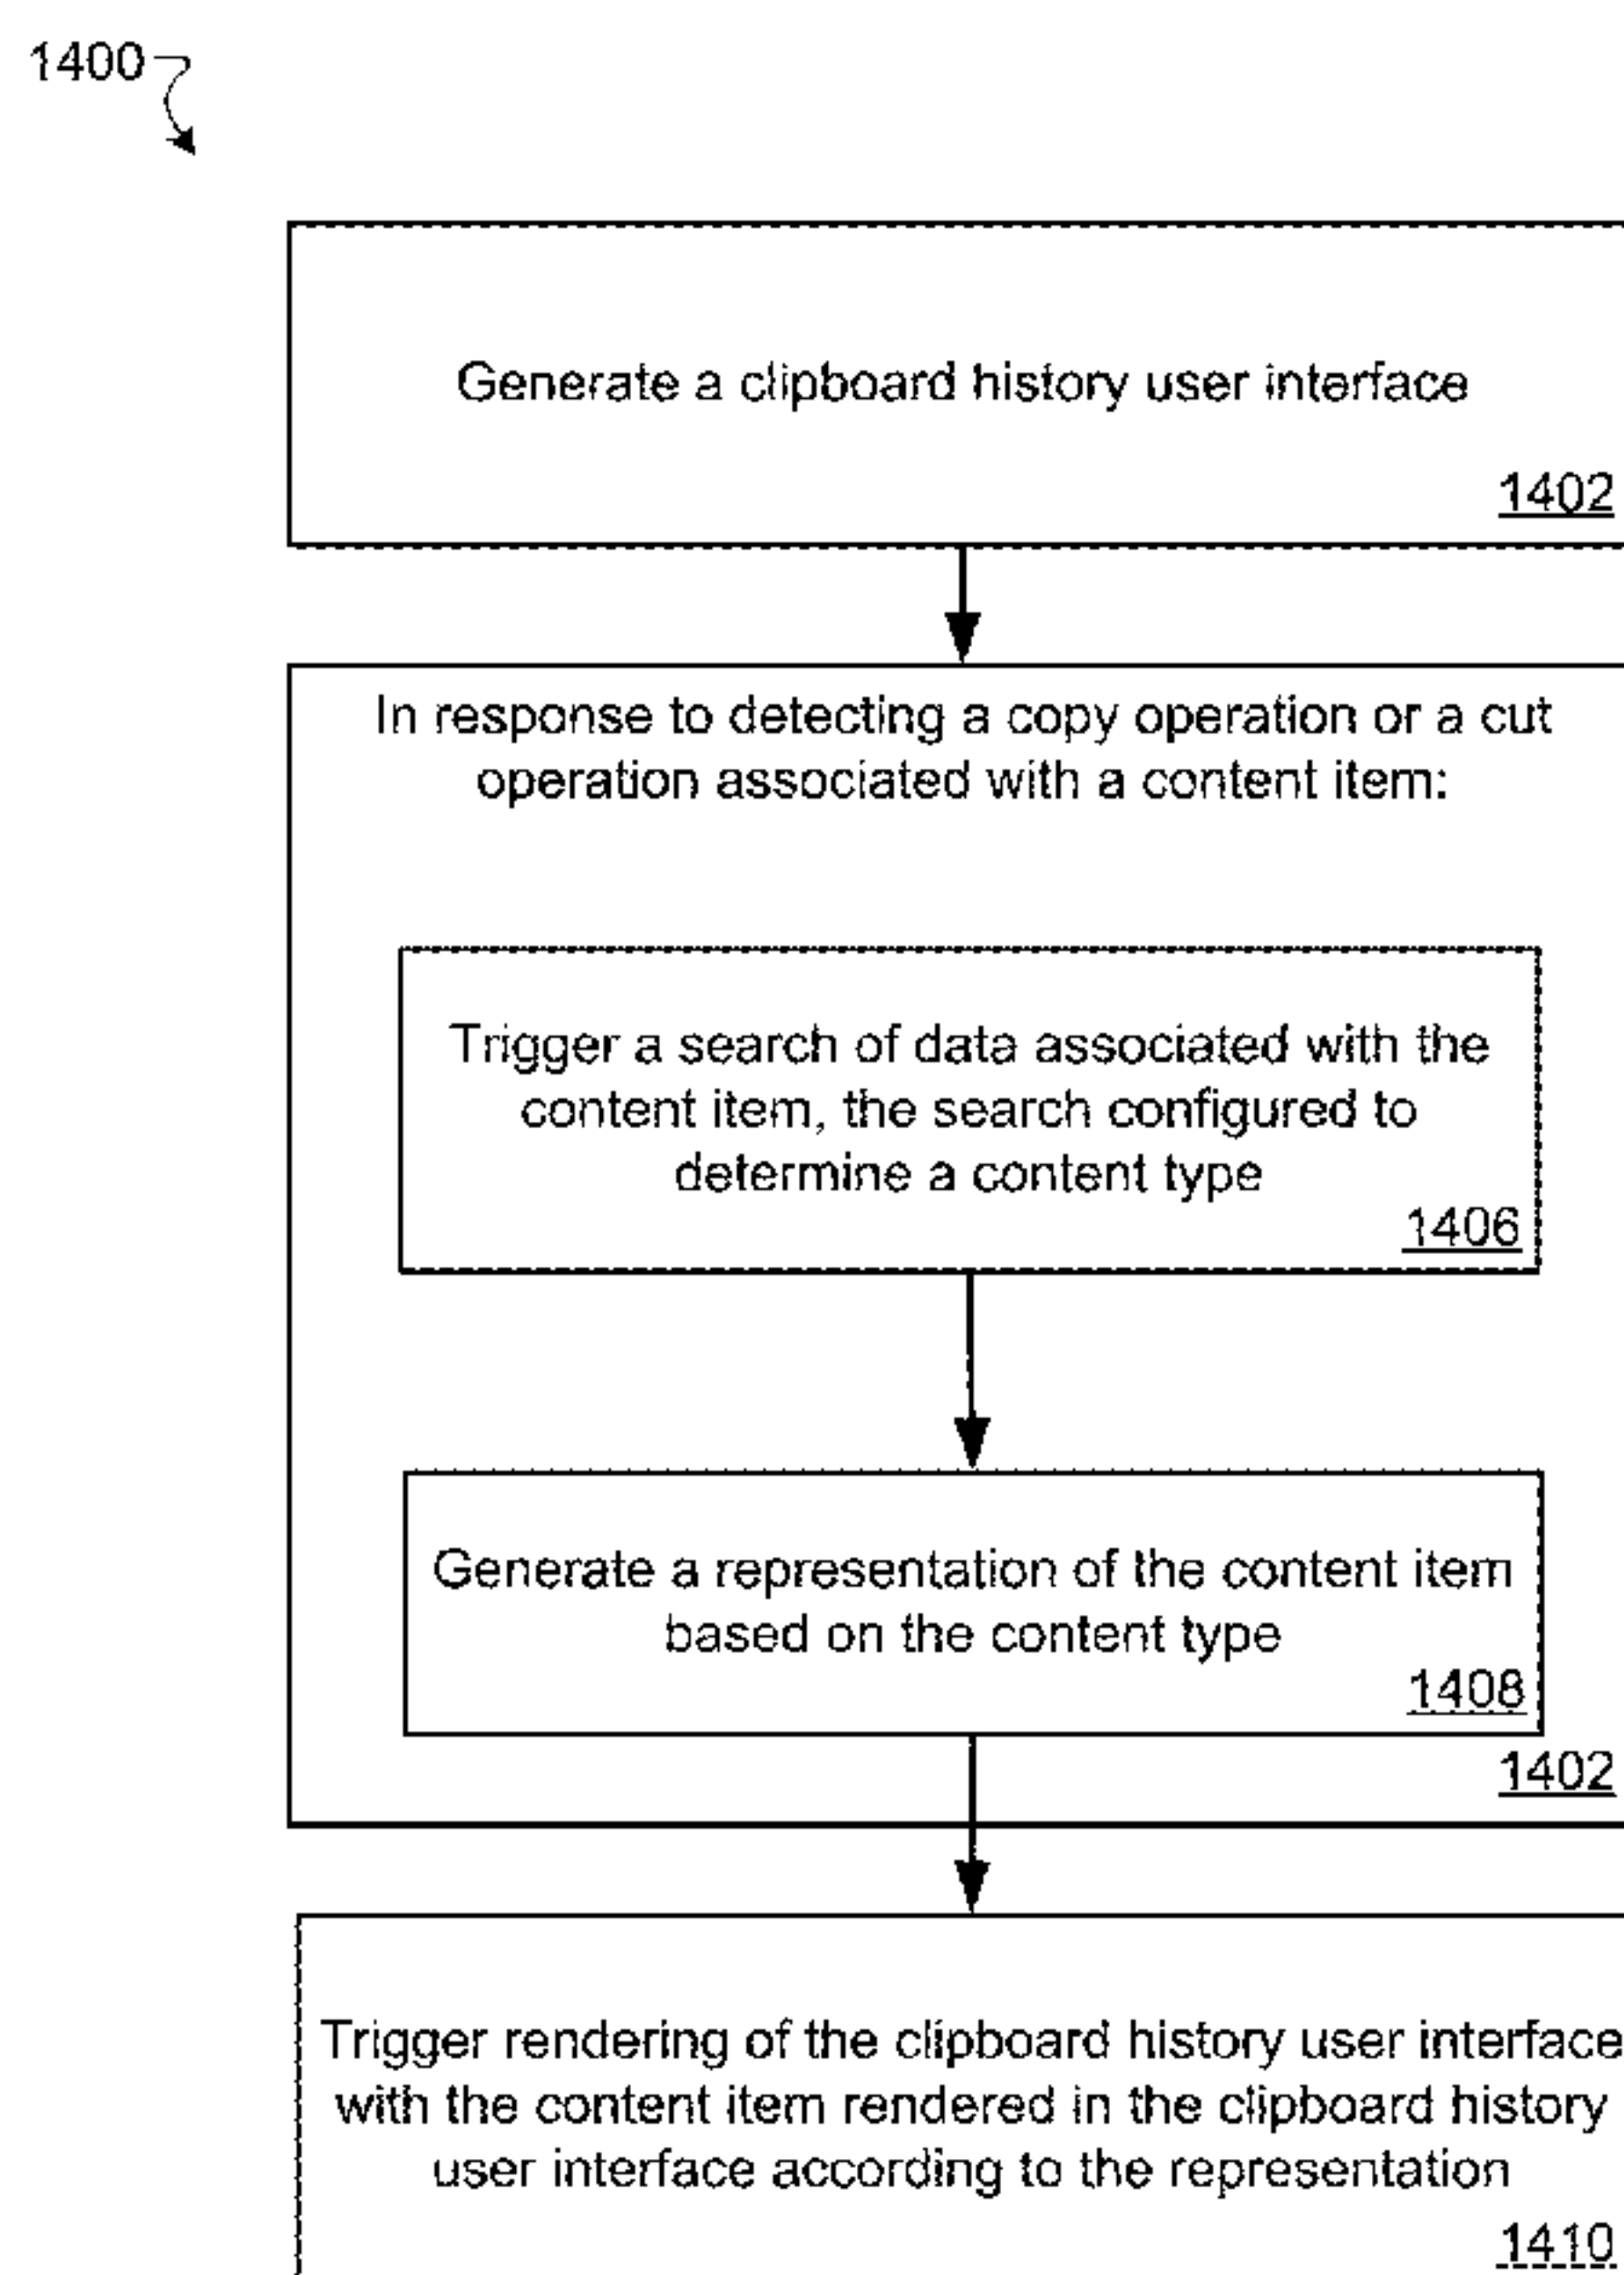 1400
Generate a clipboard history user interface
1402
In response to detecting a copy operation or a cut
operation associated with a content item:
Trigger a search of data associated with the
content item, the search configured to
determine a content type
1406
Generate a representation of the content item
based on the content type
1408
1402
Trigger rendering of the clipboard history user interface
with the content item rendered in the clipboard history
user interface according to the representation
1410